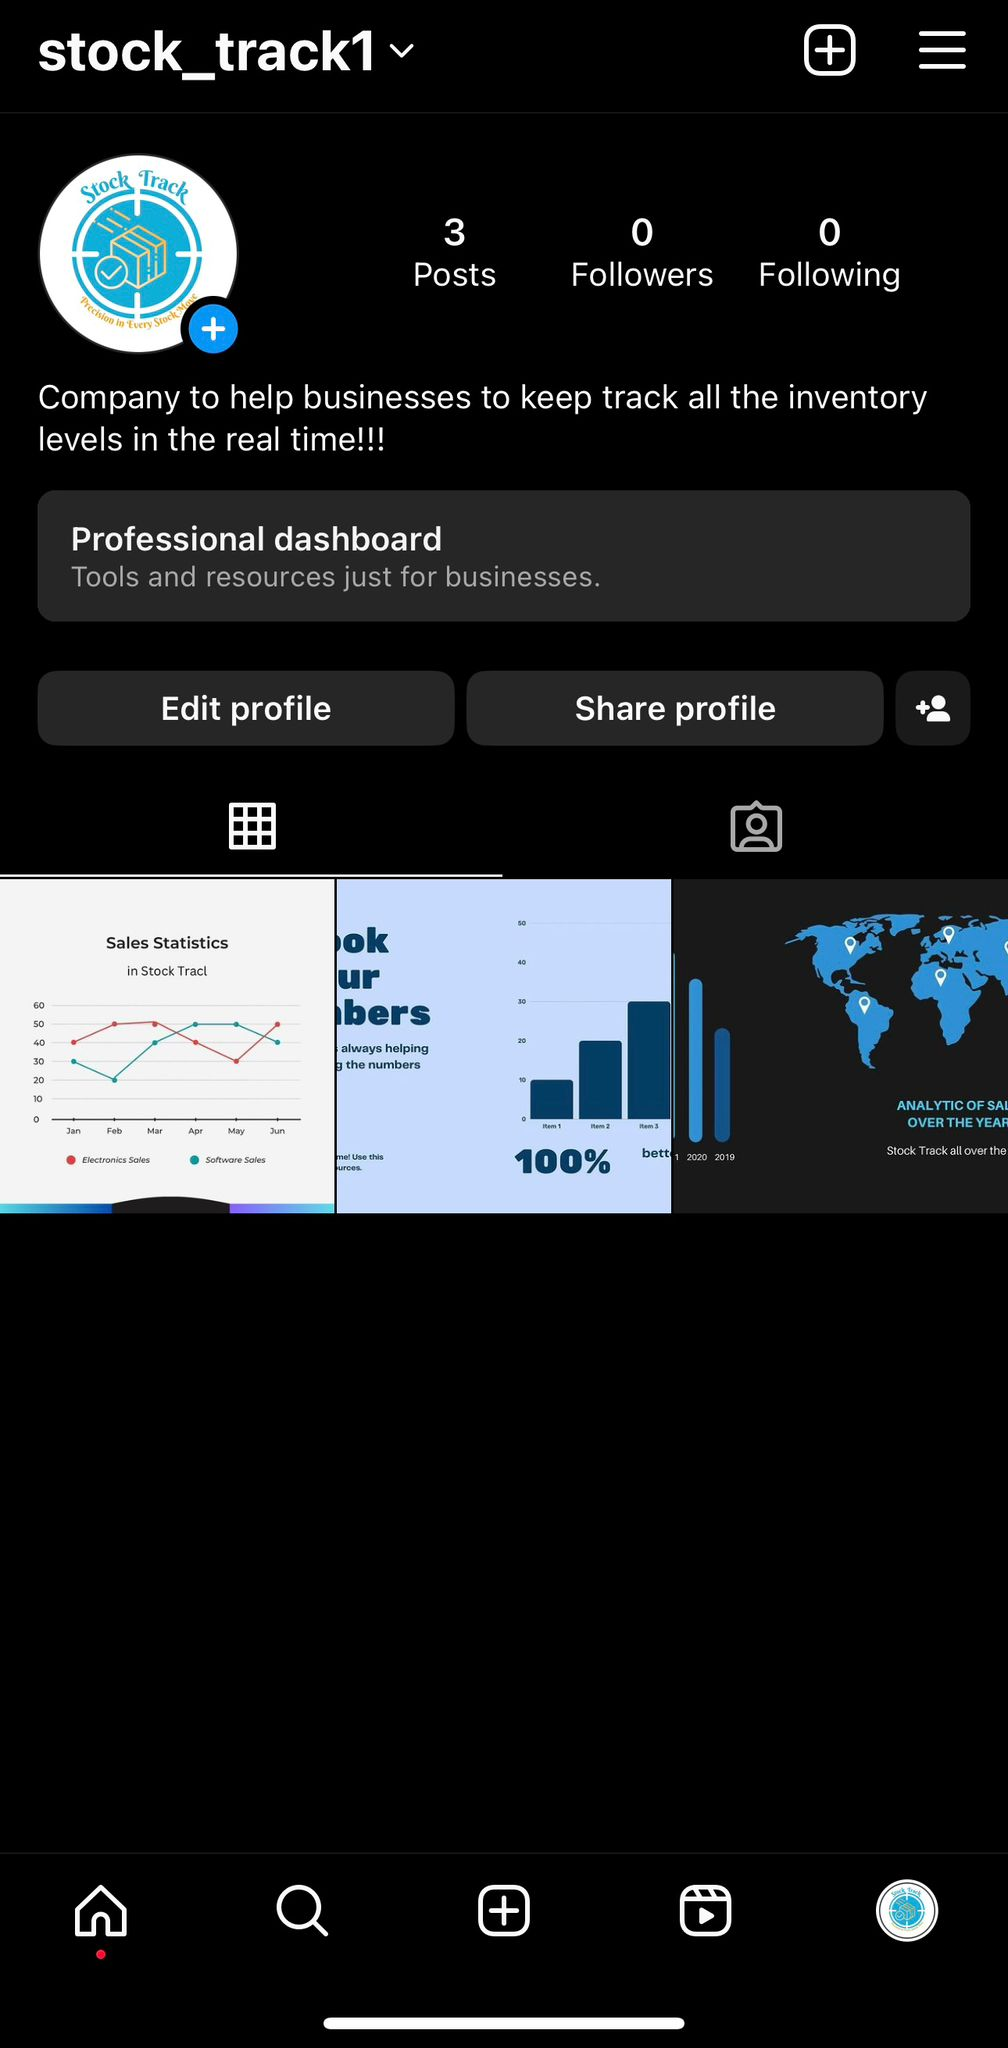 stock_track1
Stock Track
Precision in Every Stock Move
3
Posts
0
Followers
0
Following
Company to help businesses to keep track all the inventory
levels in the real time!!!
Professional dashboard
Tools and resources just for businesses.
Edit profile
Share profile
Sales Statistics
in Stock Tracl
60
50
40
30
20
10
0
Jan Feb Mar Apr May Jun
Electronics Sales
Software Sales
ook
ur
bers
s always helping
g the numbers
me! Use this
urces.
50
40
30
20
10
0
Item 1 Item 2 Item 3
100%
bette
1 2020 2019
ANALYTIC OF SAL
OVER THE YEAR
Stock Track all over the
Stock Track